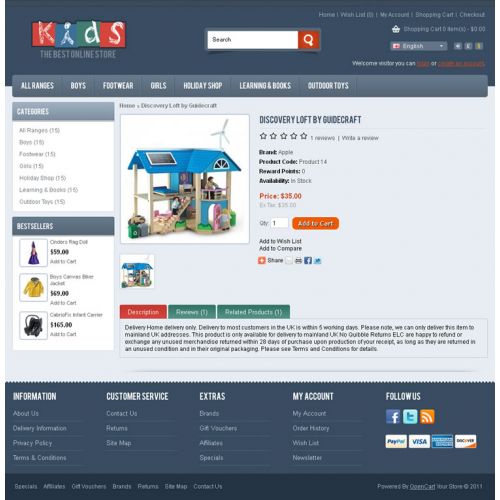 Home | Wish List (0) | My Account | Shopping Cart | Checkout
KidS
THE BEST ONLINE STORE
Search
Shopping Cart 0 item(s) - $0.00
English
€ £ $
Welcome visitor you can login or create an account.
ALL RANGES BOYS FOOTWEAR GIRLS HOLIDAY SHOP LEARNING & BOOKS OUTDOOR TOYS
CATEGORIES
All Ranges (15)
Boys (15)
Footwear (15)
Girls (15)
Holiday Shop (15)
Learning & Books (15)
Outdoor Toys (15)
BESTSELLERS
Cinders Rag Doll
$59.00
Add to Cart
Boys Canvas Biker
Jacket
$69.00
Add to Cart
CabrioFix Infant Carrier
$165.00
Add to Cart
Home » Discovery Loft by Guidecraft
DISCOVERY LOFT BY GUIDECRAFT
1 reviews | Write a review
Brand: Apple
Product Code: Product 14
Reward Points: 0
Availability: In Stock
Price: $35.00
Ex Tax: $35.00
Qty: 1 Add to Cart
Add to Wish List
Add to Compare
Share
Description Reviews (1) Related Products (1)
Delivery Home delivery only. Delivery to most customers in the UK is within 5 working days. Please note, we can only deliver this item to
mainland UK addresses. This product is only available for delivery to mainland UK No Quibble Returns ELC are happy to refund or
exchange any unused merchandise returned within 28 days of purchase upon production of your receipt, as long as they are returned in
an unused condition and in their original packaging. Please see Terms and Conditions for details.
INFORMATION
About Us
Delivery Information
Privacy Policy
Terms & Conditions
CUSTOMER SERVICE
Contact Us
Returns
Site Map
EXTRAS
Brands
Gift Vouchers
Affiliates
Specials
MY ACCOUNT
My Account
Order History
Wish List
Newsletter
FOLLOW US
PayPal VISA AMERICAN EXPRESS DISCOVER
Specials Affiliates Gift Vouchers Brands Returns Site Map Contact Us
Powered By OpenCart Your Store © 2011